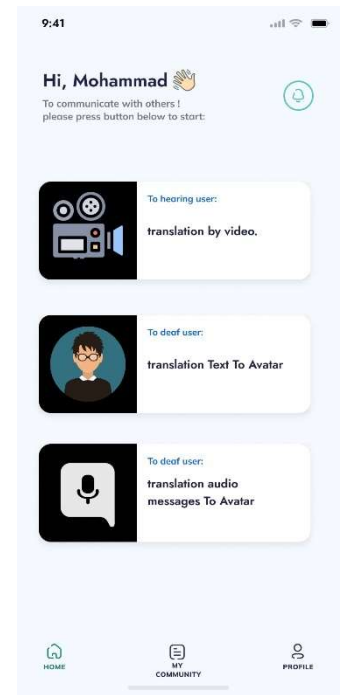 9:41
Hi, Mohammad 👋
To communicate with others !
please press button below to start:
To hearing user:
translation by video.
To deaf user:
translation Text To Avatar
To deaf user:
translation audio
messages To Avatar
HOME
MY
COMMUNITY
PROFILE